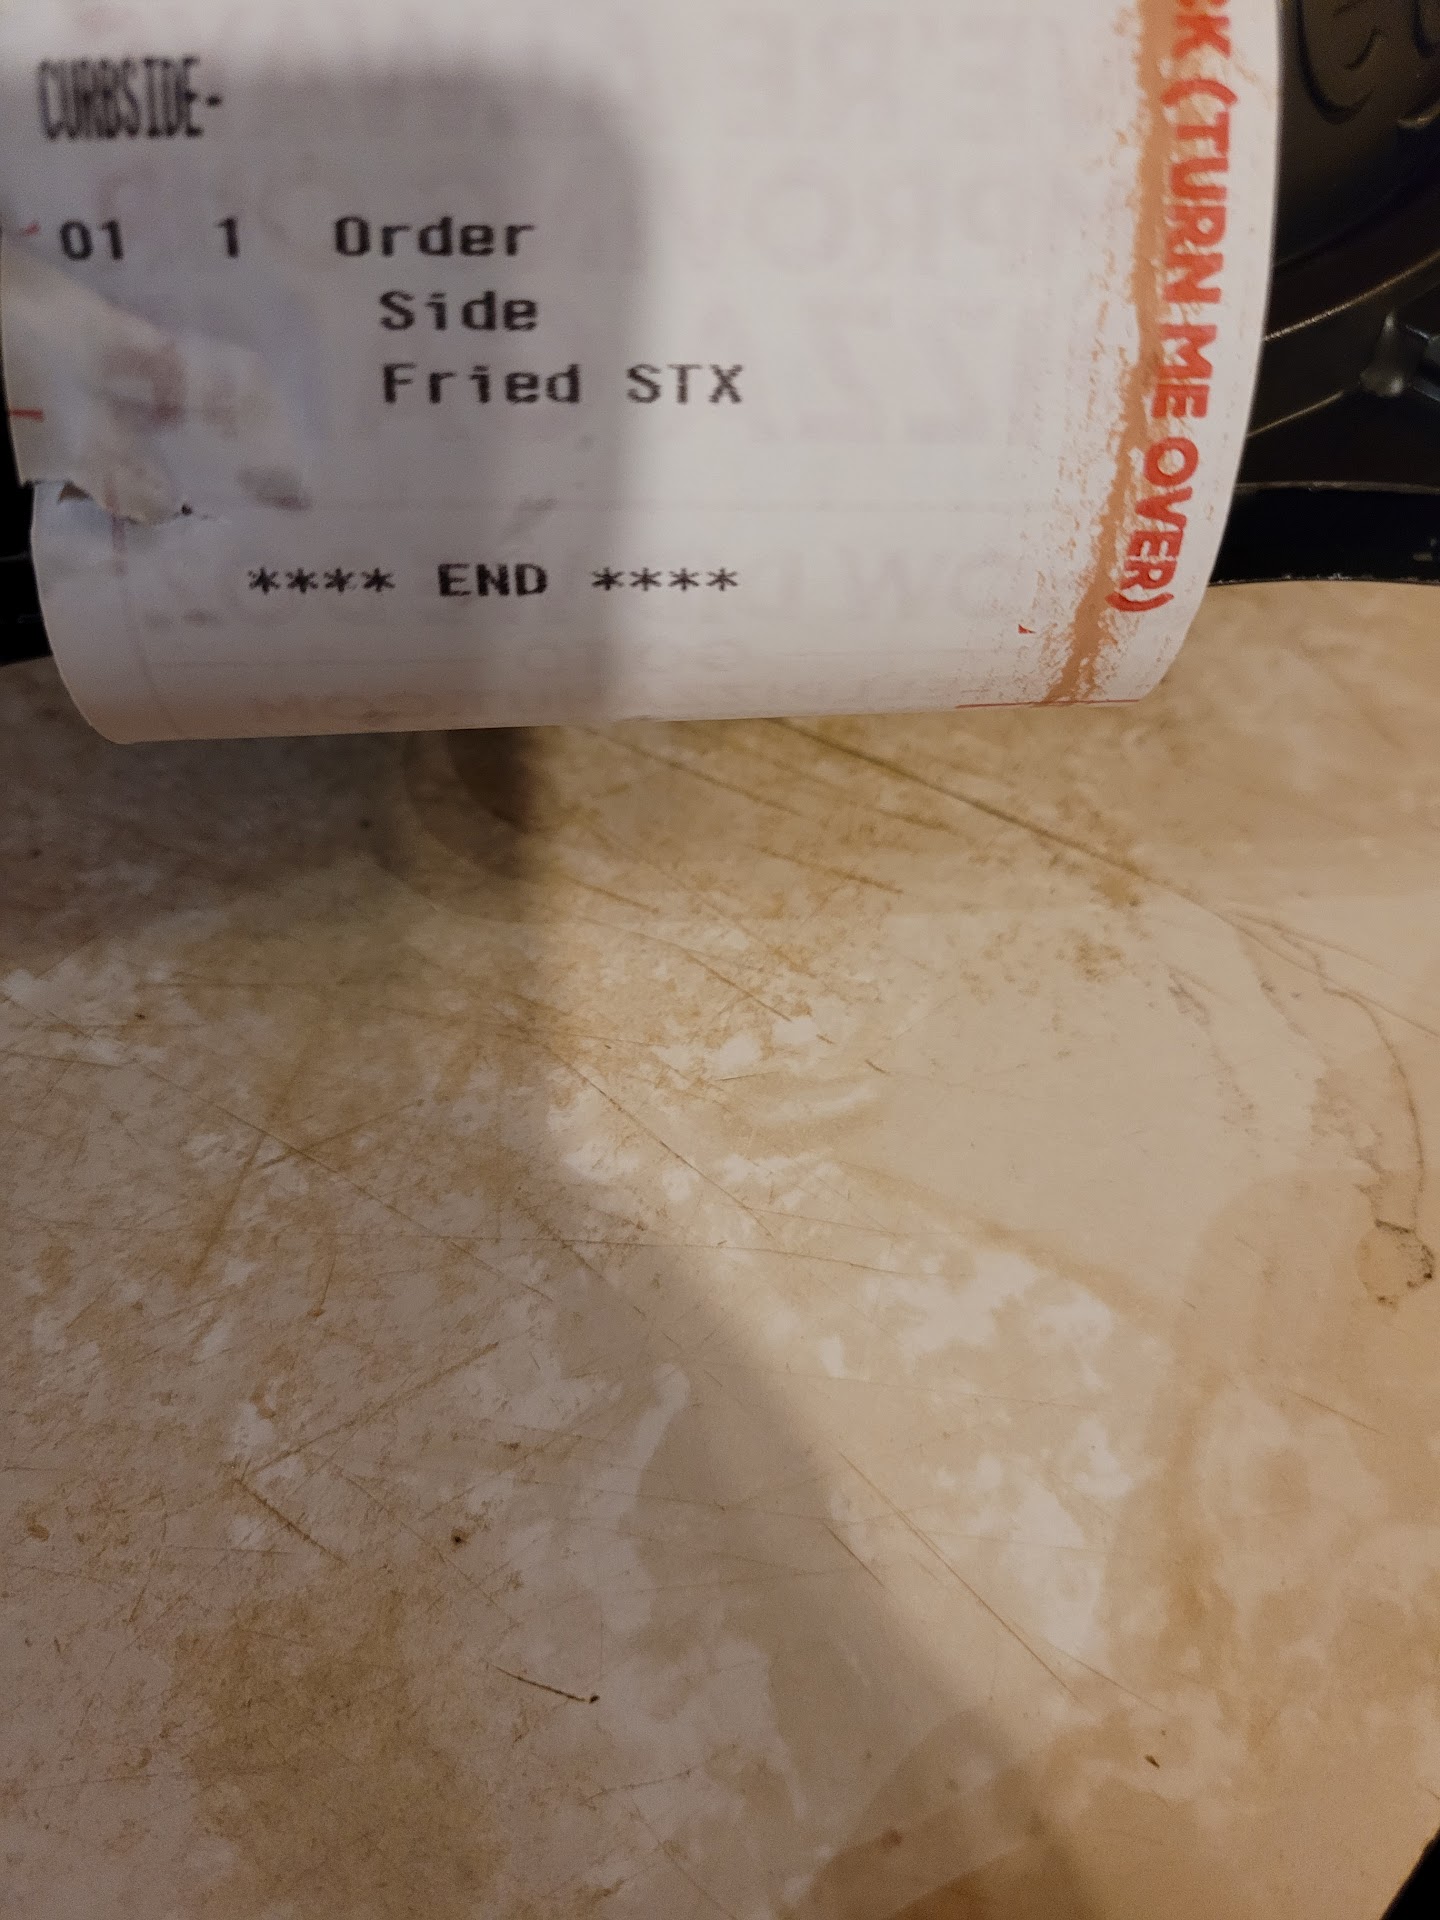 CURBSIDE-
01 1 Order
Side
Fried STX
**** END ****
(TURN ME OVER)